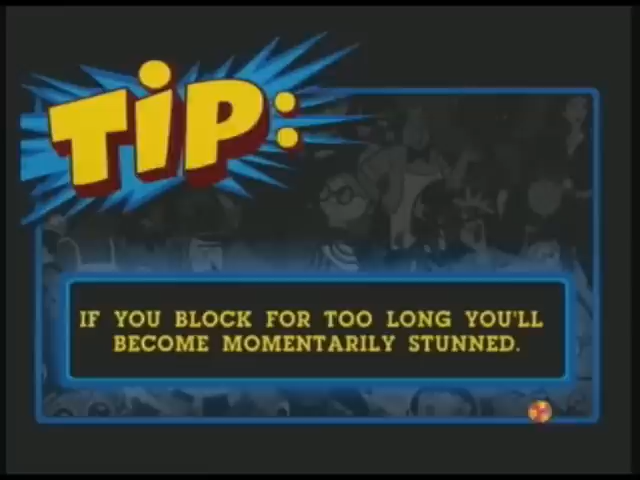 TiP:
IF YOU BLOCK FOR TOO LONG YOU'LL
BECOME MOMENTARILY STUNNED.